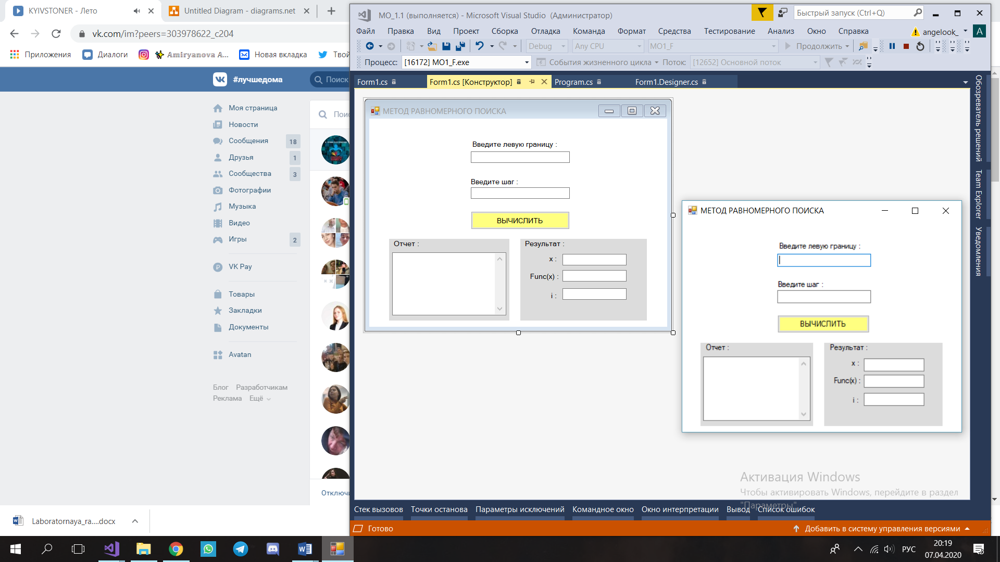 KYIVSTONER - Лето
Untitled Diagram - diagrams.net
vk.com/im?peers=303978622_c204
Приложения
Диалоги
Новая вкладка
#лучшедома
Поиск
Моя страница
Новости
Сообщения 18
Друзья 1
Сообщества 3
Фотографии
Музыка
Видео
Игры 2
VK Pay
Товары
Закладки
Документы
Avatan
Блог Разработчикам
Реклама Ещё
MO_1.1 (выполняется) - Microsoft Visual Studio (Администратор)
Быстрый запуск (Ctrl+Q)
Файл Правка Вид Проект Сборка Отладка Команда Формат Средства Тестирование Анализ Окно Справка
angelook_ A
Debug Any CPU MO1_F Продолжить
Процесс: [16172] MO1_F.exe События жизненного цикла Поток: [12652] Основной поток
Form1.cs Form1.cs [Конструктор] Program.cs Form1.Designer.cs
МЕТОД РАВНОМЕРНОГО ПОИСКА
Введите левую границу :
Введите шаг :
ВЫЧИСЛИТЬ
Отчет :
Результат :
x :
Func(x) :
i :
МЕТОД РАВНОМЕРНОГО ПОИСКА
Введите левую границу :
Введите шаг :
ВЫЧИСЛИТЬ
Отчет :
Результат :
x :
Func(x) :
i :
Обозреватель решений
Team Explorer
Уведомления
Активация Windows
Чтобы активировать Windows, перейдите в раздел
"Параметры"
Стек вызовов Точки останова Параметры исключений Командное окно Окно интерпретации Вывод Список ошибок
Готово
Добавить в систему управления версиями
Laboratornaya_ra....docx
РУС
20:19
07.04.2020